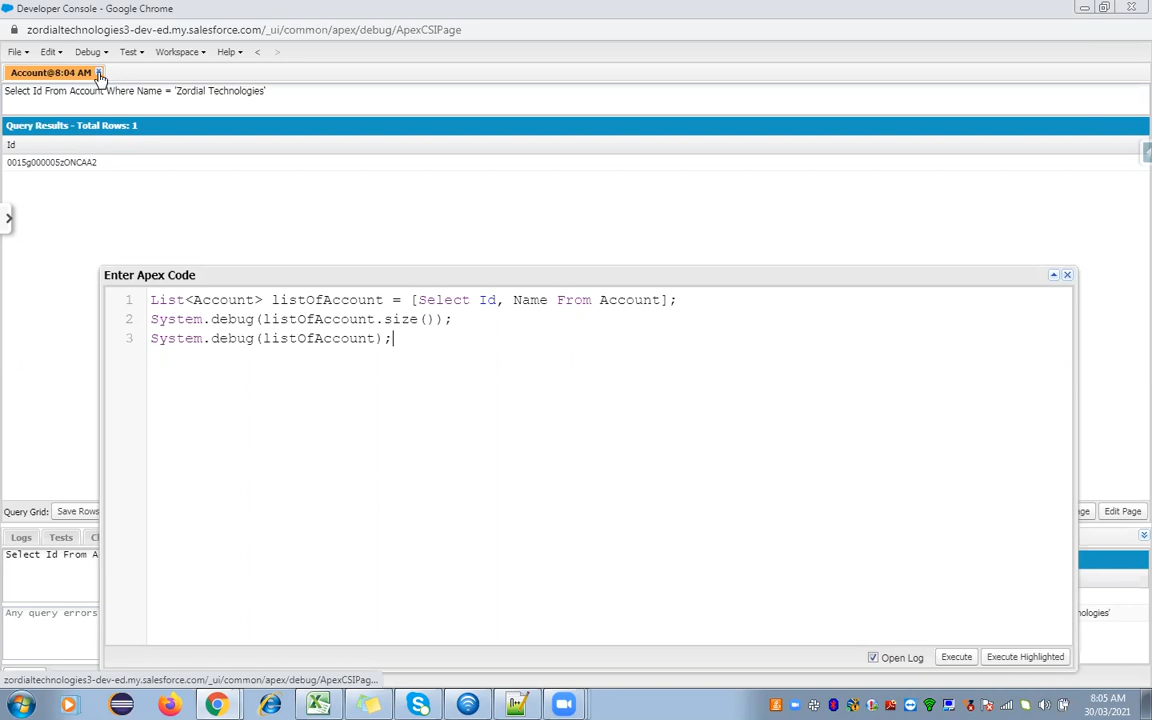 Developer Console - Google Chrome
zordialtechnologies3-dev-ed.my.salesforce.com/_ui/common/apex/debug/ApexCSIPage
File Edit Debug Test Workspace Help < >
Account@8:04 AM
Select Id From Account Where Name = 'Zordial Technologies'
Query Results - Total Rows: 1
Id
0015g000005zONCAA2
Enter Apex Code
1 List<Account> listOfAccount = [Select Id, Name From Account];
2 System.debug(listOfAccount.size());
3 System.debug(listOfAccount);
Query Grid: Save Rows Edit Page
Logs Tests
Select Id From A
Any query errors nologies'
Open Log Execute Execute Highlighted
zordialtechnologies3-dev-ed.my.salesforce.com/_ui/common/apex/debug/ApexCSIPag...
8:05 AM
30/03/2021